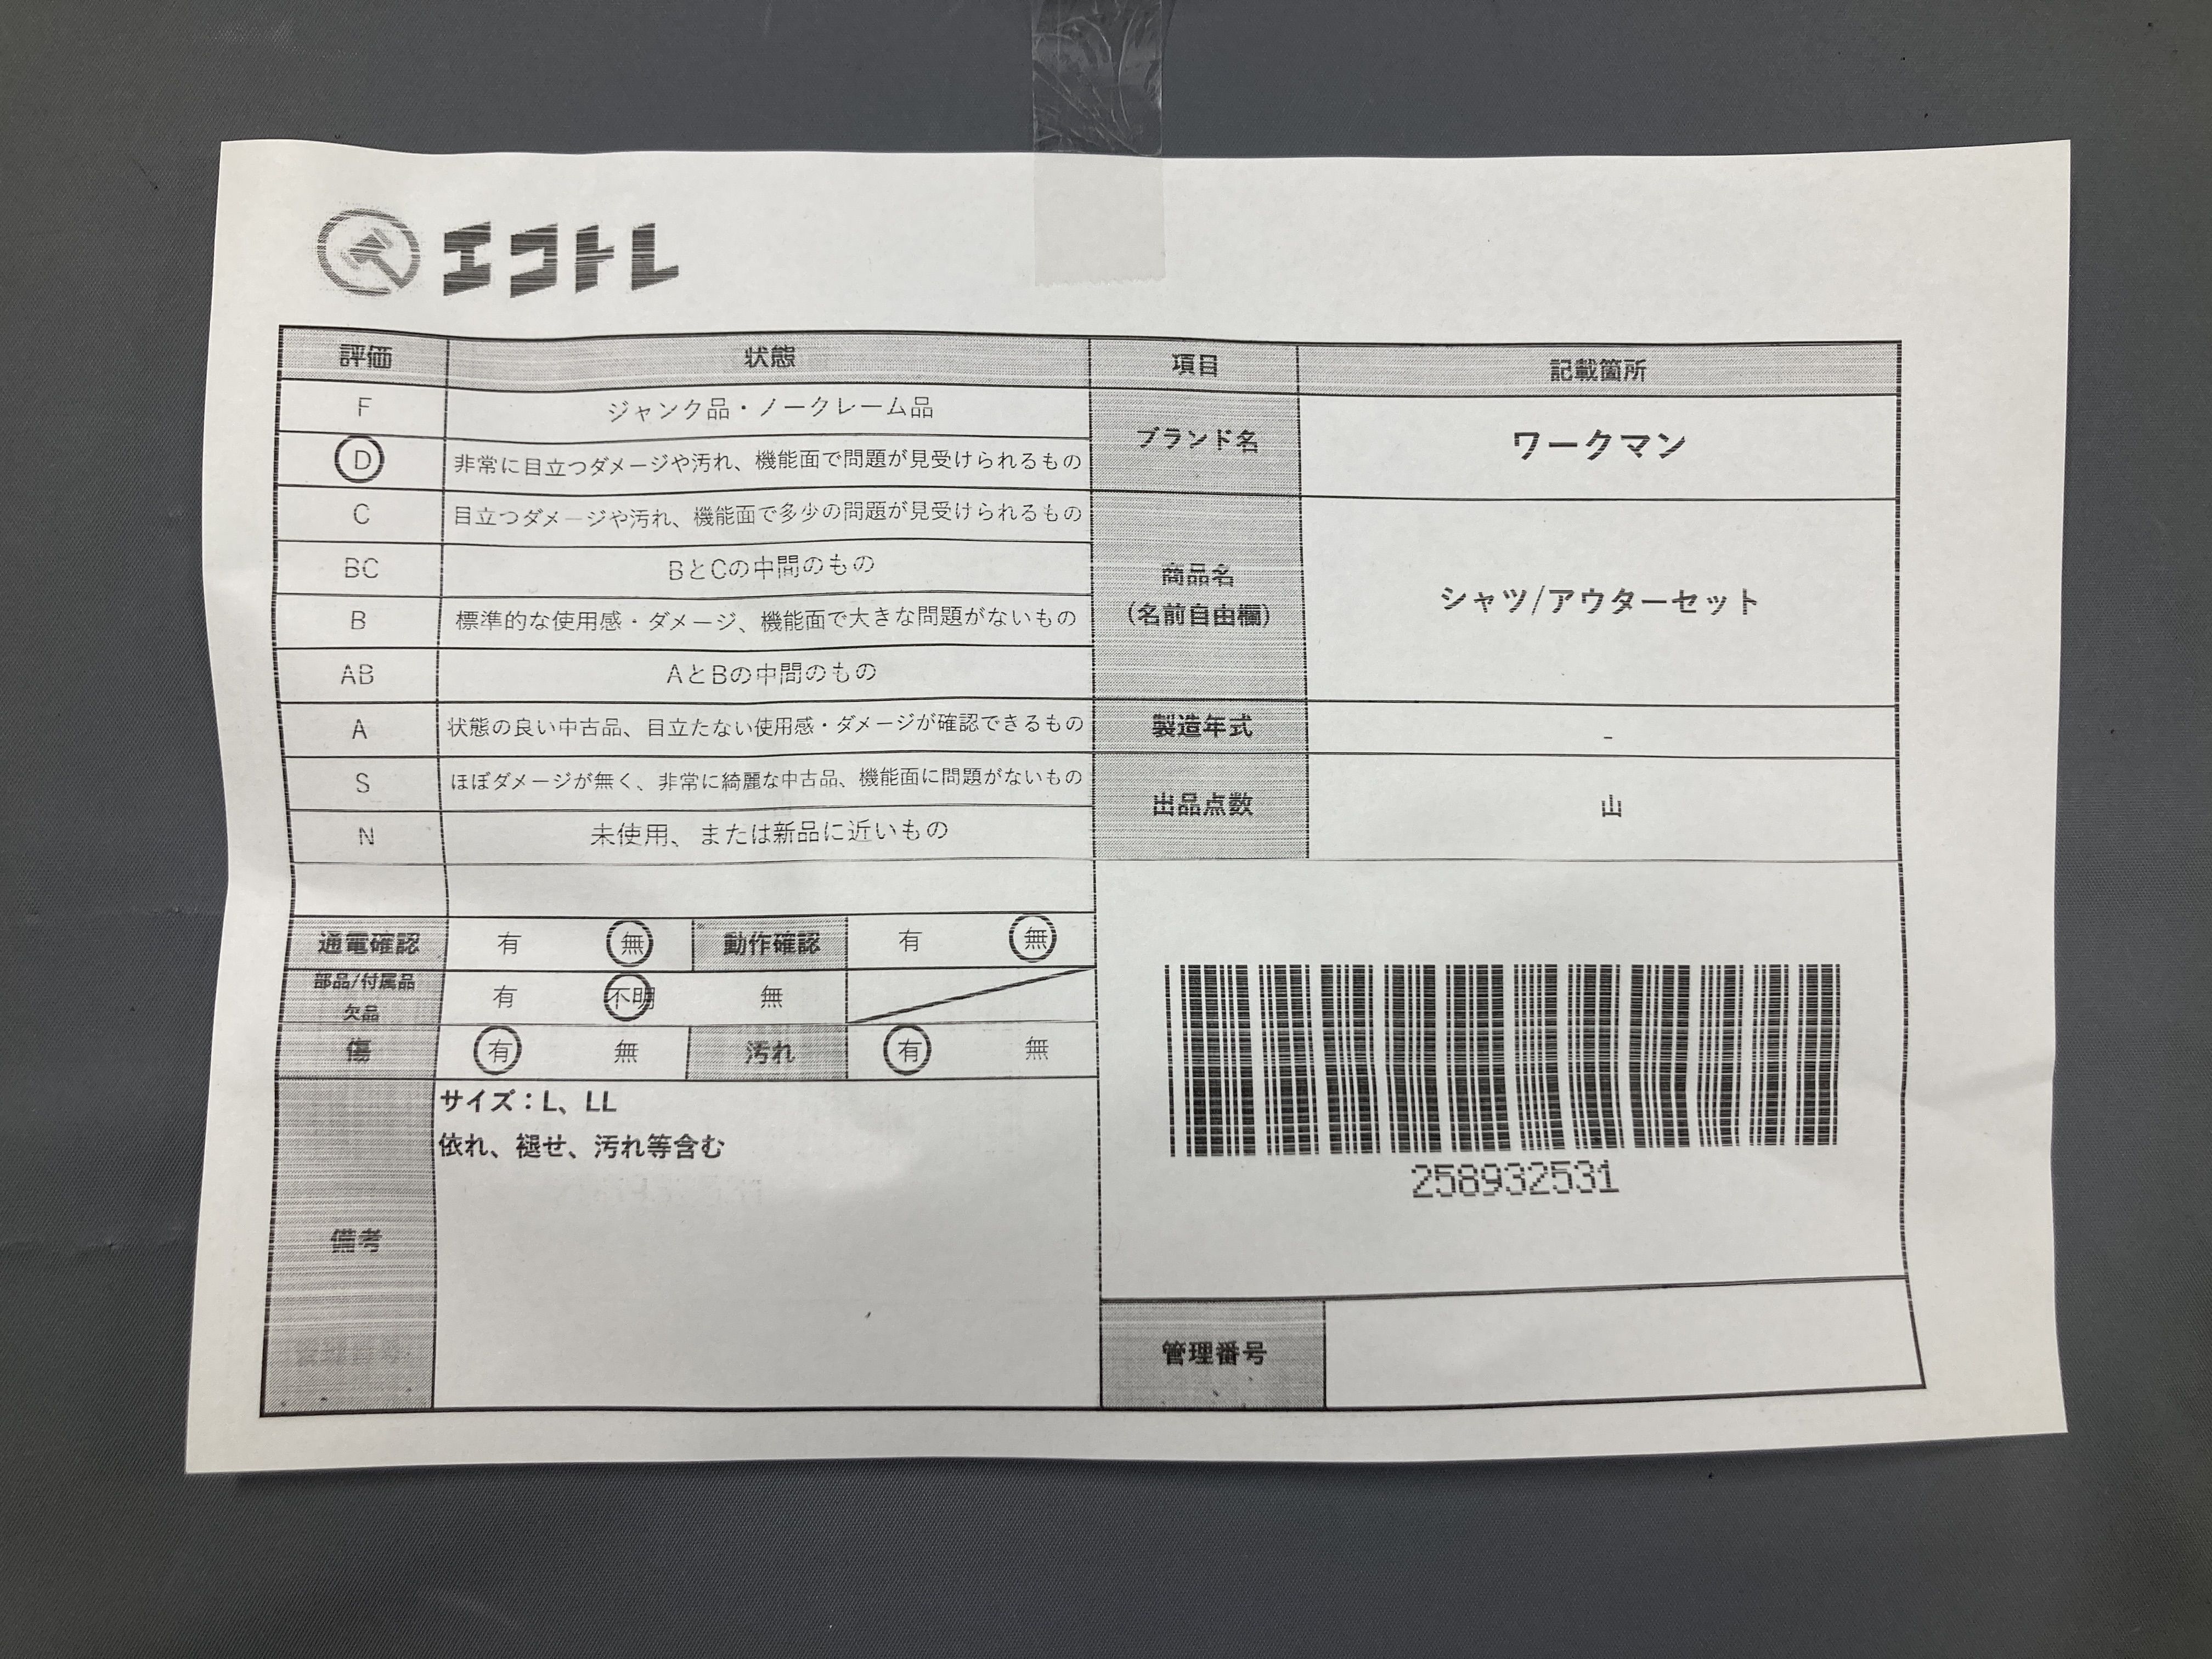 エコトレ
評価 状態 項目 記載箇所
F ジャンク品・ノークレーム品
D 非常に目立つダメージや汚れ、機能面で問題が見受けられるもの
ブランド名 ワークマン
C 目立つダメージや汚れ、機能面で多少の問題が見受けられるもの
BC BとCの中間のもの
B 標準的な使用感・ダメージ、機能面で大きな問題がないもの
商品名
(名前自由欄)
シャツ/アウターセット
AB AとBの中間のもの
A 状態の良い中古品、目立たない使用感・ダメージが確認できるもの
製造年式 -
S ほぼダメージが無く、非常に綺麗な中古品、機能面に問題がないもの
出品点数 山
N 未使用、または新品に近いもの
通電確認 有 無 動作確認 有 無
部品/付属品
欠品
有 不明 無
傷 有 無 汚れ 有 無
備考
サイズ：L、LL
依れ、褪せ、汚れ等含む
258932531
管理番号